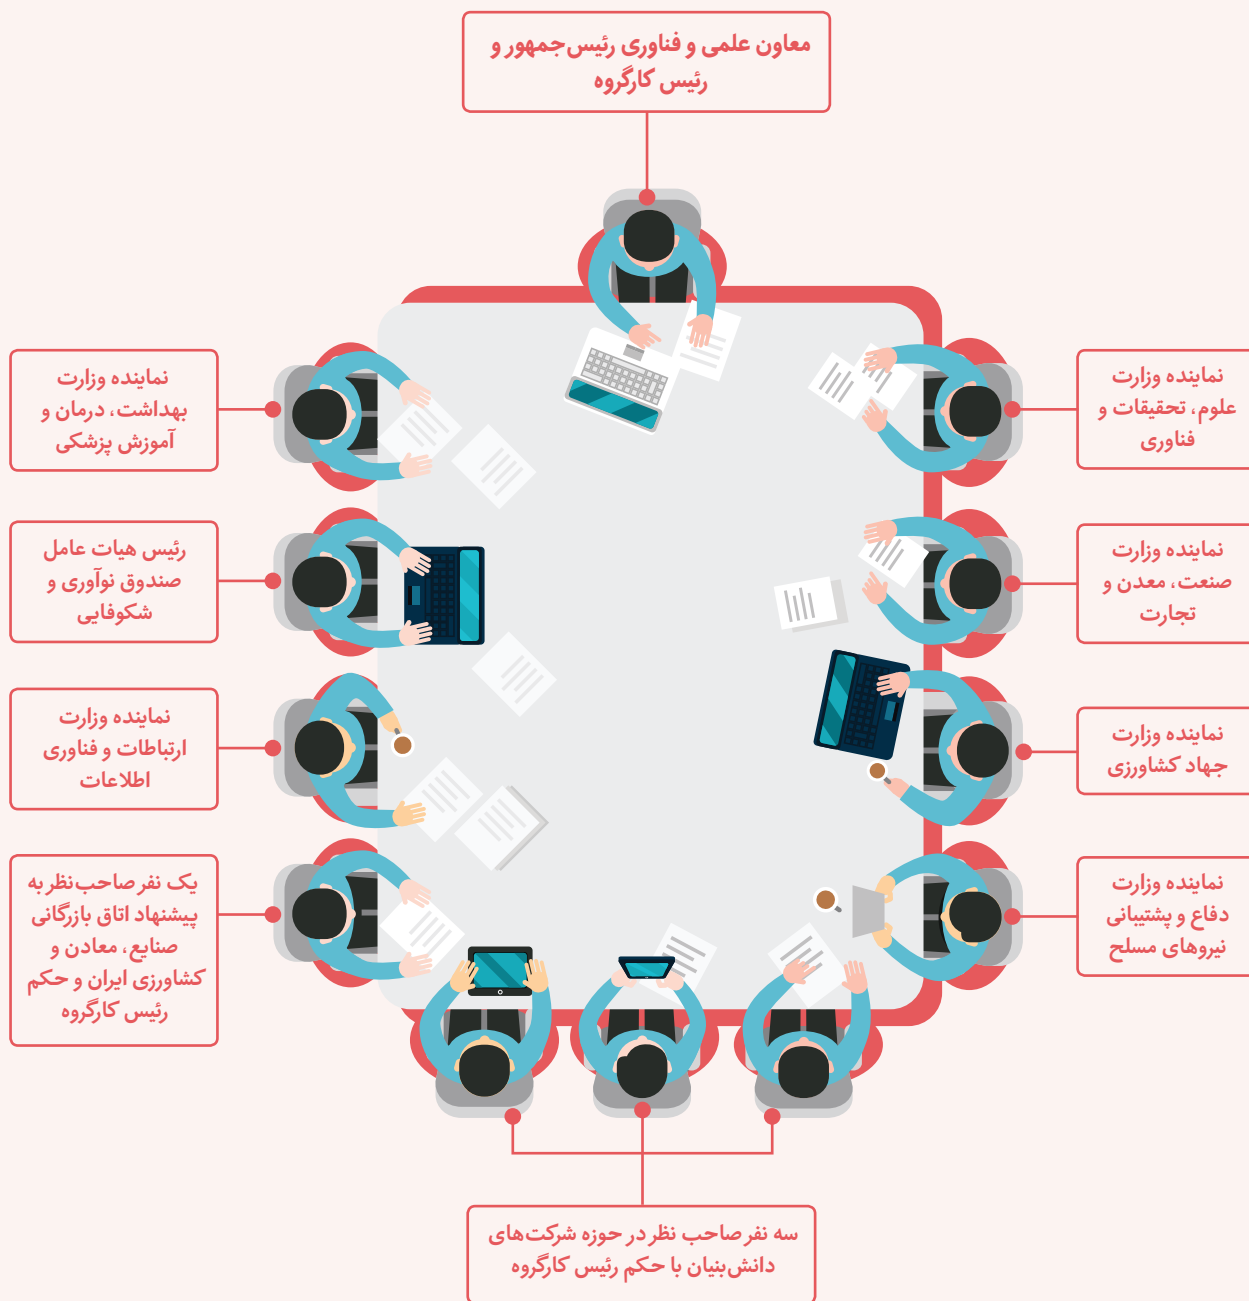 معاون علمی و فناوری رئیس‌جمهور و
رئیس کارگروه
نماینده وزارت
علوم، تحقیقات و
فناوری
نماینده وزارت
بهداشت، درمان و
آموزش پزشکی
نماینده وزارت
صنعت، معدن و
تجارت
رئیس هیات عامل
صندوق نوآوری و
شکوفایی
نماینده وزارت
جهاد کشاورزی
نماینده وزارت
ارتباطات و فناوری
اطلاعات
نماینده وزارت
دفاع و پشتیبانی
نیروهای مسلح
یک نفر صاحب‌نظر به
پیشنهاد اتاق بازرگانی
صنایع، معادن و
کشاورزی ایران و حکم
رئیس کارگروه
سه نفر صاحب نظر در حوزه شرکت‌های
دانش‌بنیان با حکم رئیس کارگروه